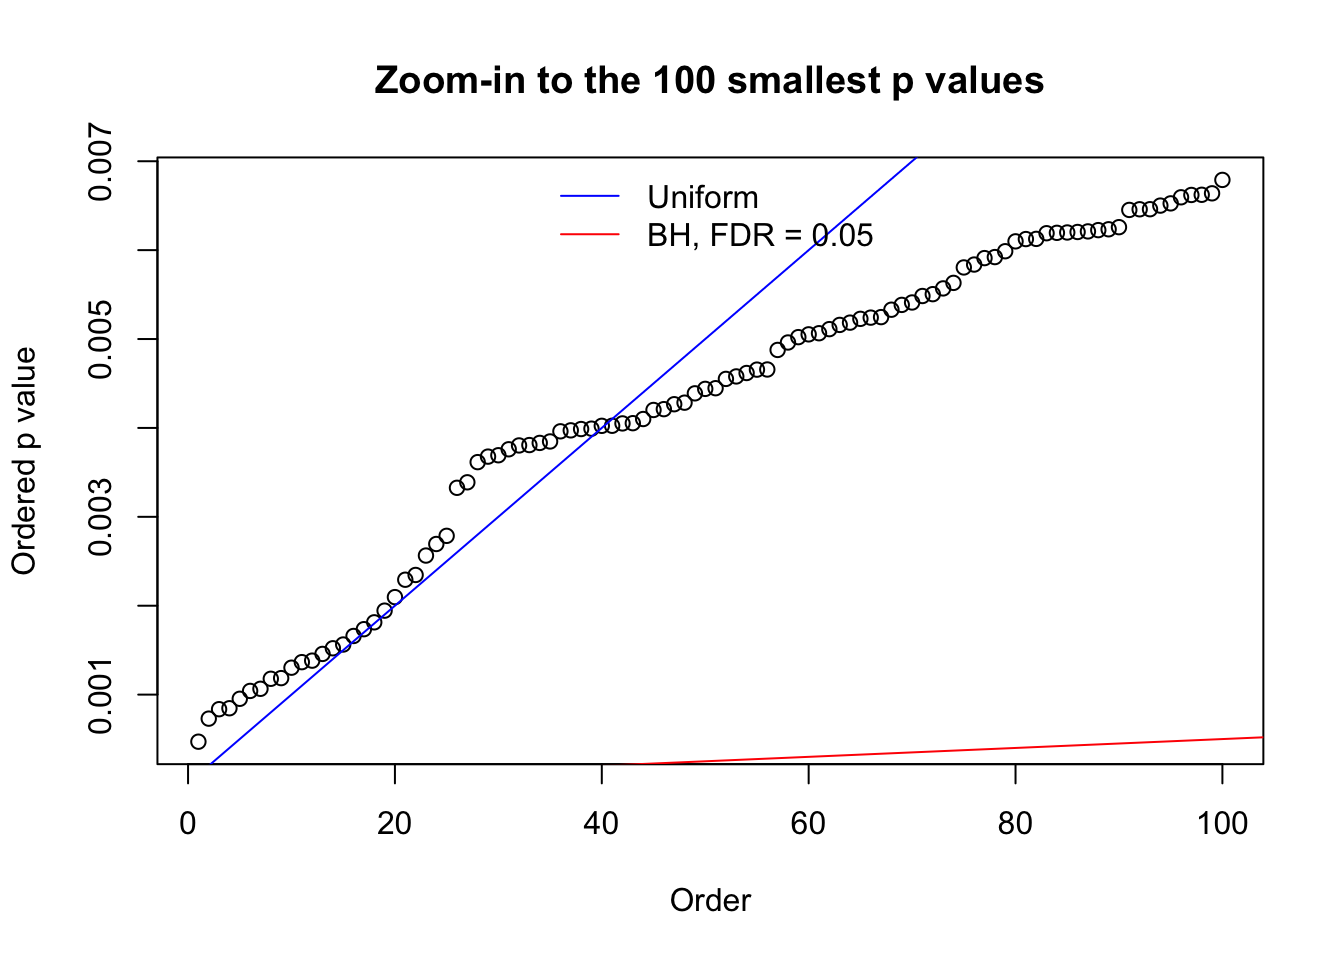 Zoom-in to the 100 smallest p values
Uniform
BH, FDR = 0.05
Ordered p value
0.007
0.005
0.003
0.001
0 20 40 60 80 100
Order